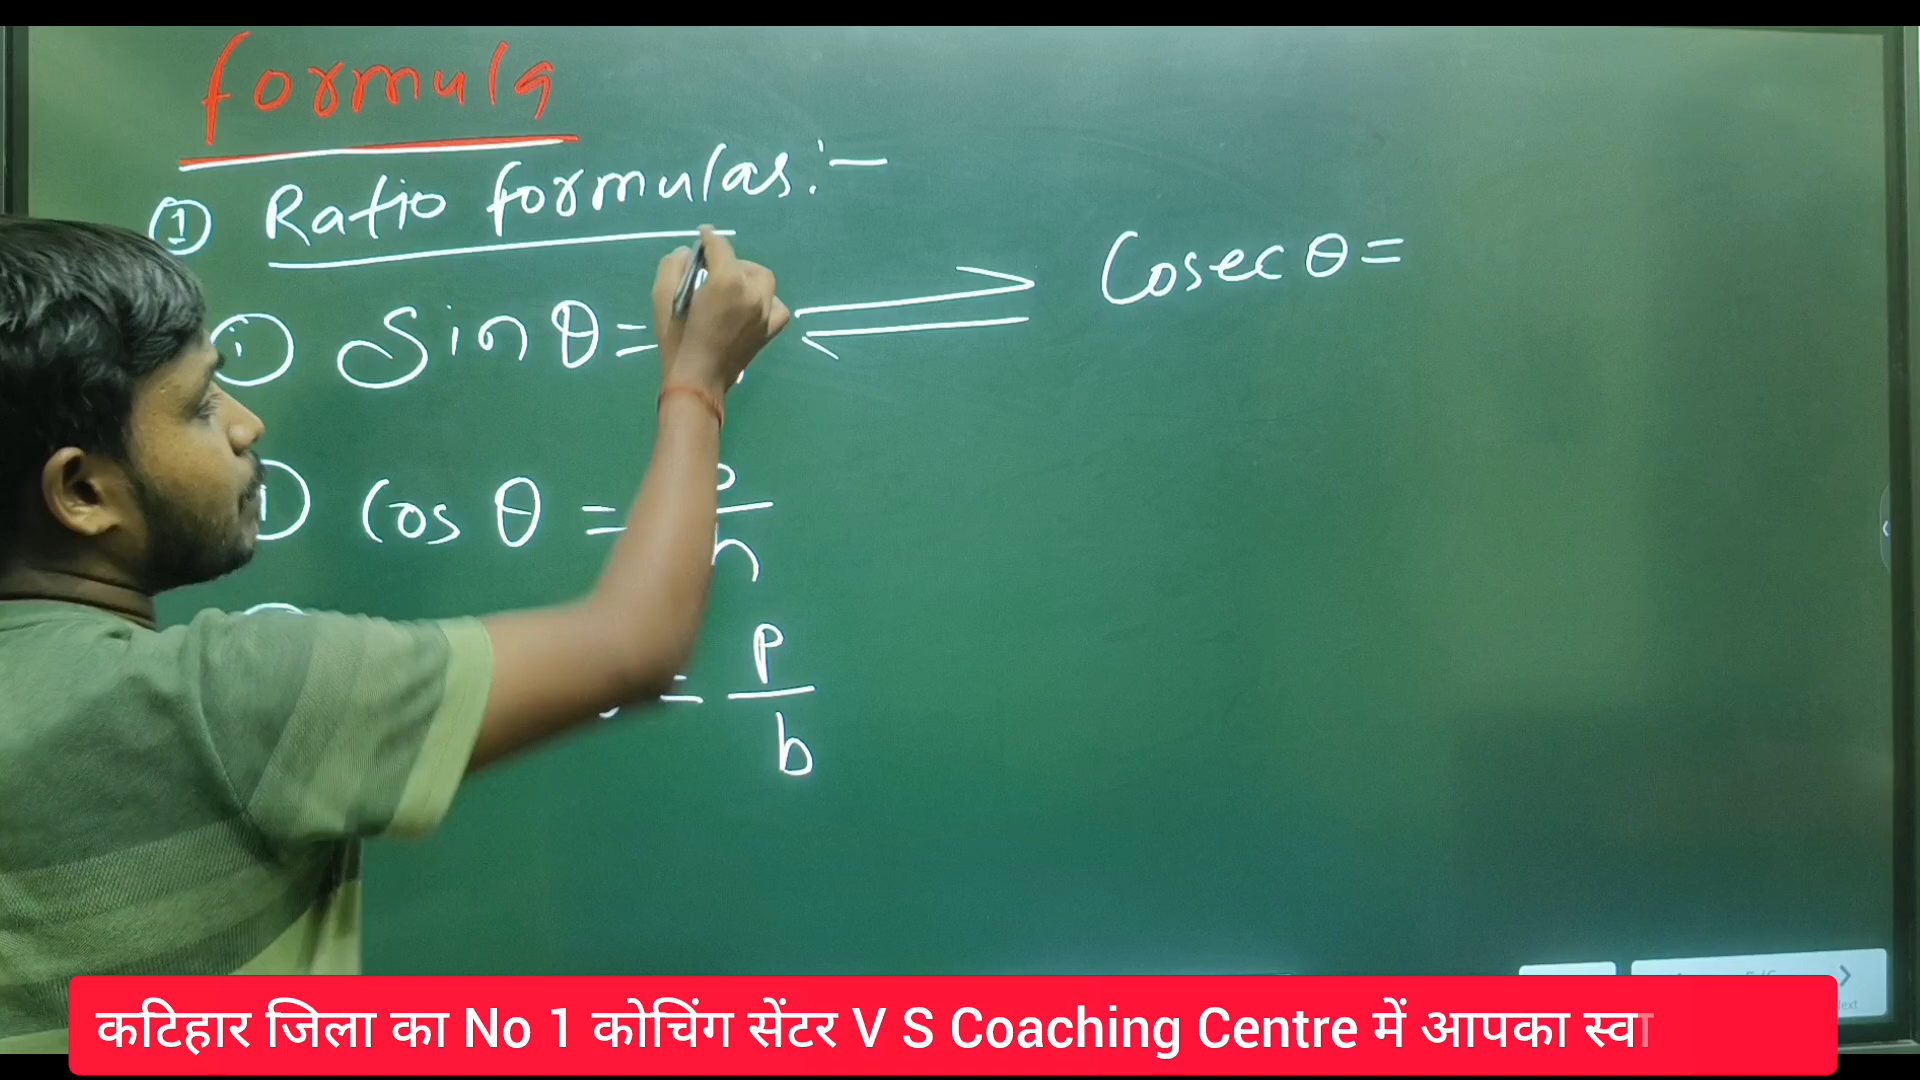 formula
① Ratio formulas:-
(i) Sin θ =
Cosec θ =
Cos θ = b/h
= P/b
कटिहार जिला का No 1 कोचिंग सेंटर V S Coaching Centre में आपका स्वा